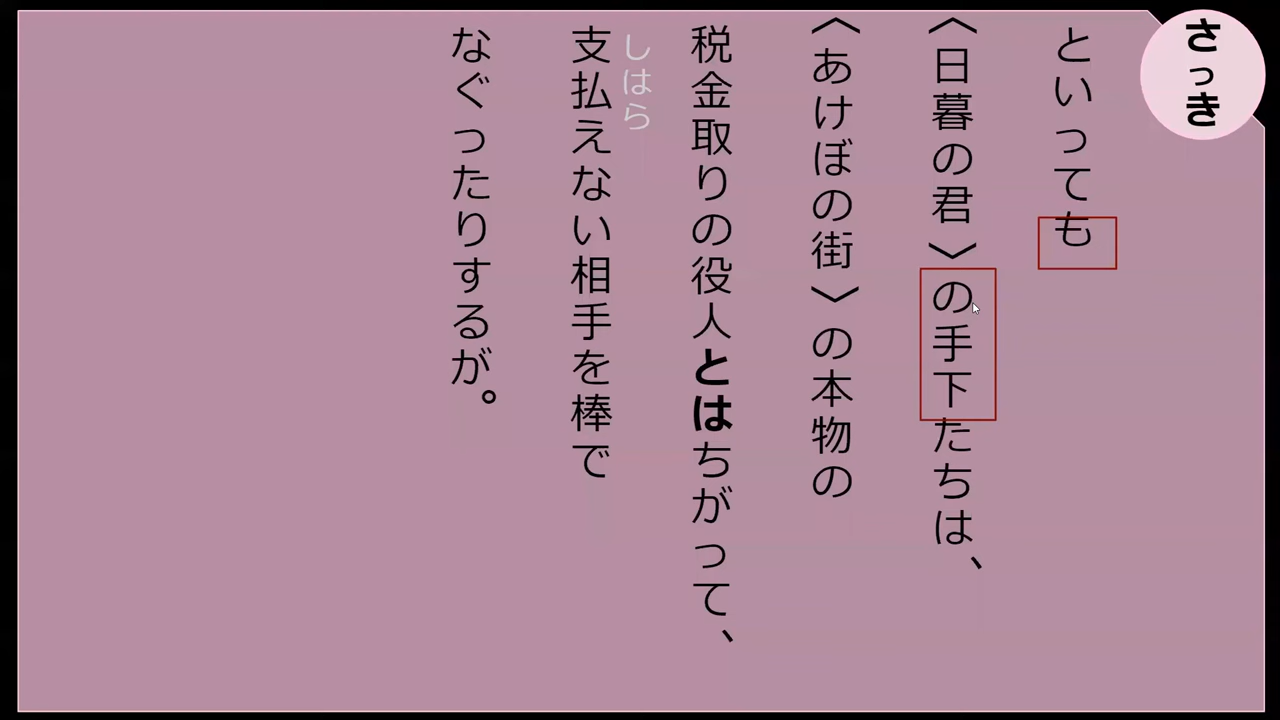 さっき
といっても
〈日暮の君〉の手下たちは、
〈あけぼの街〉の本物の
税金取りの役人とはちがって、
しはら
支払えない相手を棒で
なぐったりするが。